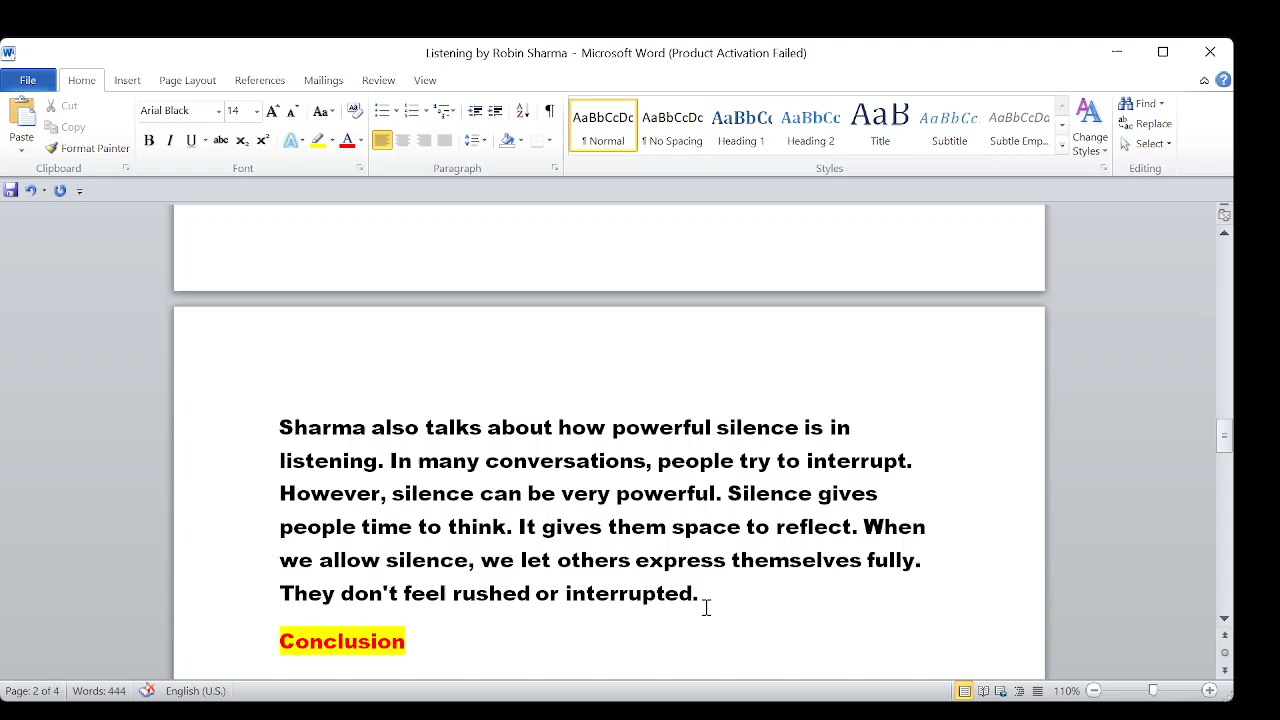 Listening by Robin Sharma - Microsoft Word (Product Activation Failed)
File Home Insert Page Layout References Mailings Review View
Paste
Cut
Copy
Format Painter
Clipboard
Arial Black 14
Font
Paragraph
AaBbCcDc AaBbCcDc AaBbC AaBbCc AaB AaBbCc. AaBbCcDa
¶ Normal ¶ No Spacing Heading 1 Heading 2 Title Subtitle Subtle Emp...
Change
Styles
Styles
Find
Replace
Select
Editing
Sharma also talks about how powerful silence is in
listening. In many conversations, people try to interrupt.
However, silence can be very powerful. Silence gives
people time to think. It gives them space to reflect. When
we allow silence, we let others express themselves fully.
They don't feel rushed or interrupted.
Conclusion
Page: 2 of 4 Words: 444 English (U.S.) 110%